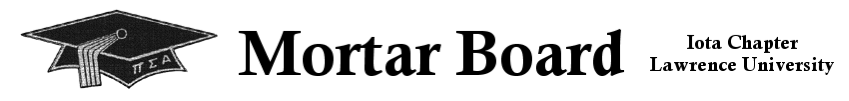 ΠΣΑ
Mortar Board
Iota Chapter
Lawrence University